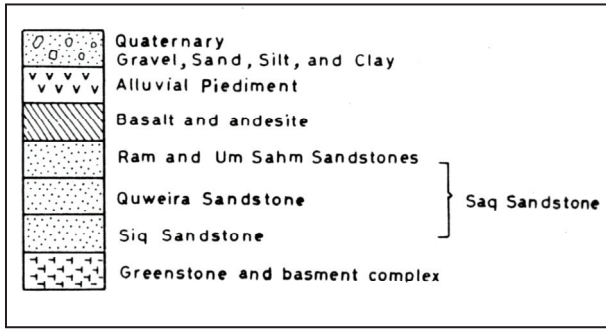 Quaternary
Gravel, Sand, Silt, and Clay
Alluvial Piediment
Basalt and andesite
Ram and Um Sahm Sandstones
Quweira Sandstone
Saq Sandstone
Siq Sandstone
Greenstone and basment complex